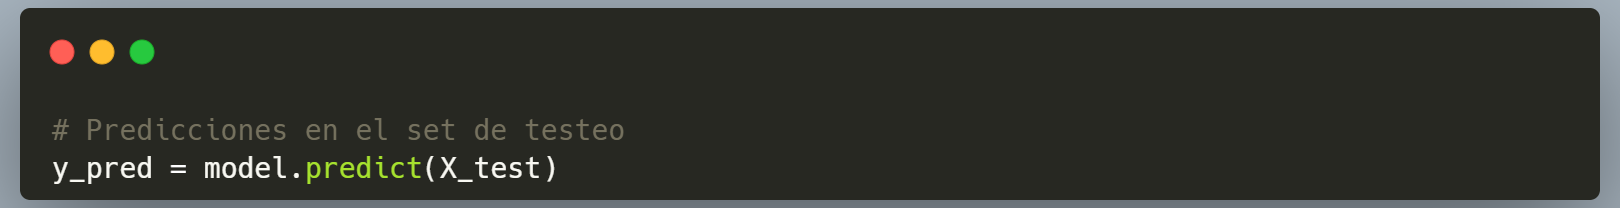 # Predicciones en el set de testeo
y_pred = model.predict(X_test)